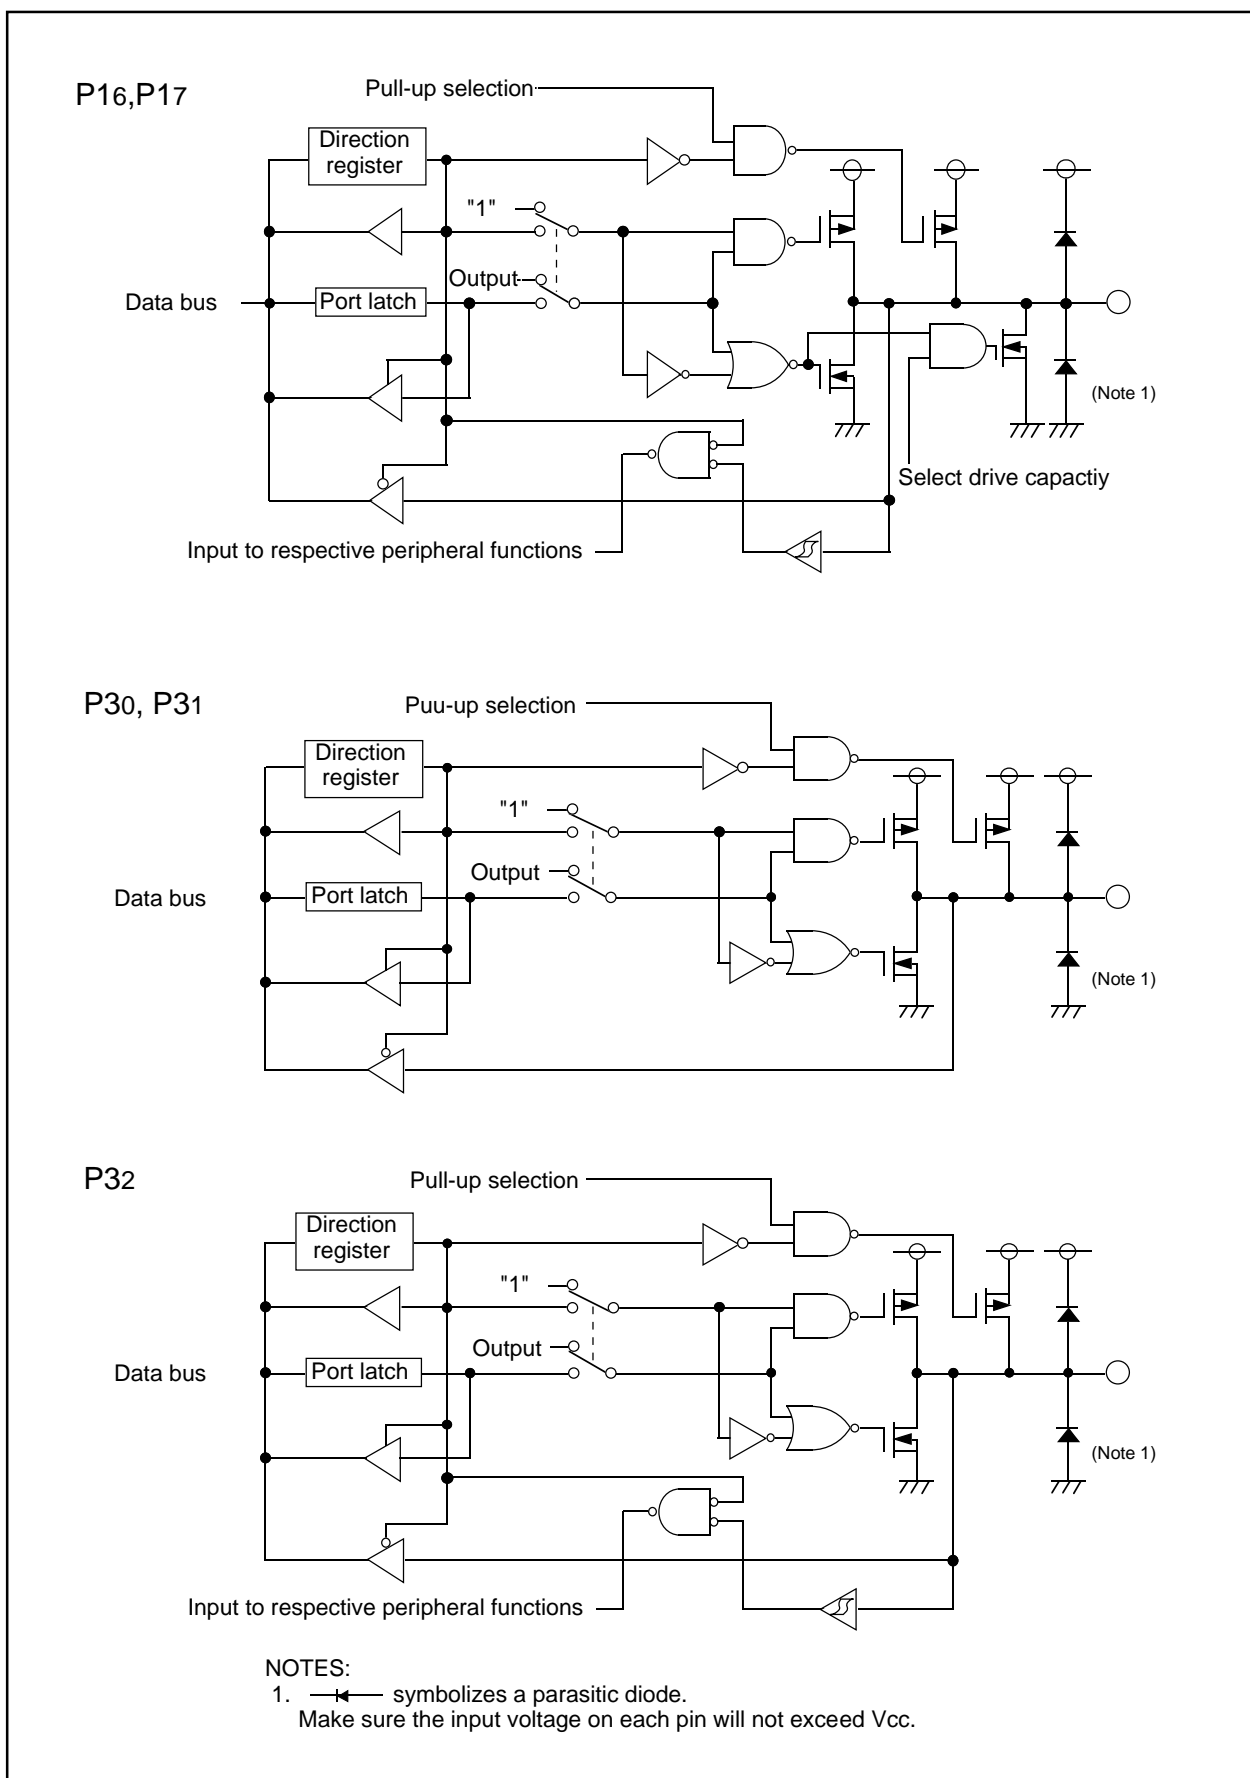 P16,P17
Pull-up selection
Direction
register
"1"
Output
Data bus
Port latch
(Note 1)
Select drive capactiy
Input to respective peripheral functions
P30, P31
Puu-up selection
Direction
register
"1"
Output
Data bus
Port latch
(Note 1)
P32
Pull-up selection
Direction
register
"1"
Output
Data bus
Port latch
(Note 1)
Input to respective peripheral functions
NOTES:
1. symbolizes a parasitic diode.
Make sure the input voltage on each pin will not exceed Vcc.